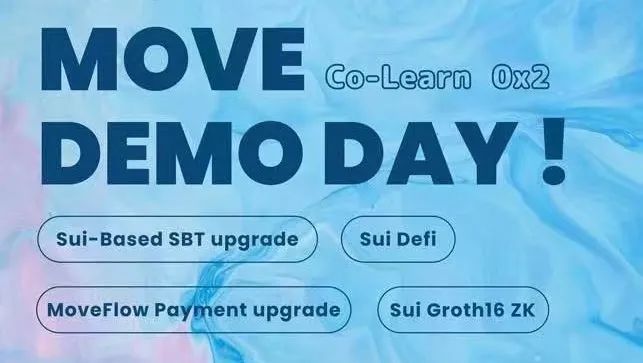 MOVE Co-Learn 0x2
DEMO DAY !
Sui-Based SBT upgrade Sui Defi
MoveFlow Payment upgrade Sui Groth16 ZK